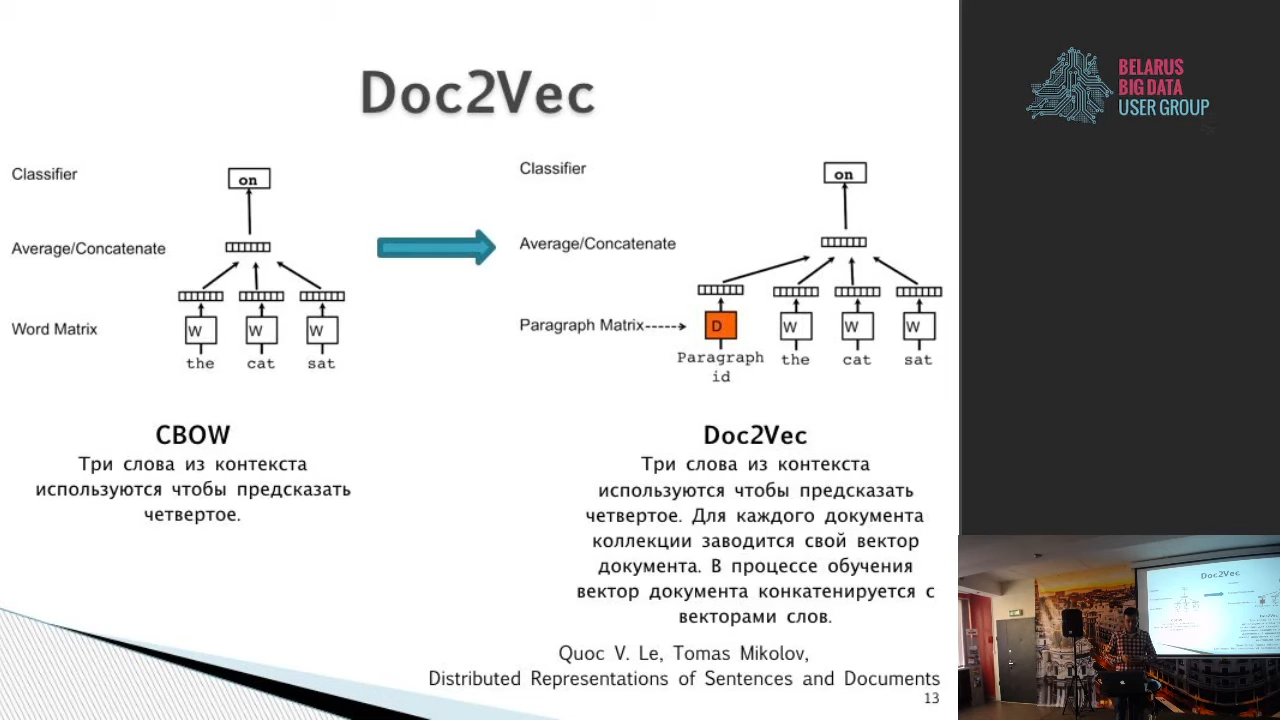 Doc2Vec
Classifier
on
Average/Concatenate
Word Matrix
W W W
the cat sat
Classifier
on
Average/Concatenate
Paragraph Matrix
D W W W
Paragraph id the cat sat
CBOW
Три слова из контекста
используются чтобы предсказать
четвертое.
Doc2Vec
Три слова из контекста
используются чтобы предсказать
четвертое. Для каждого документа
коллекции заводится свой вектор
документа. В процессе обучения
вектор документа конкатенируется с
векторами слов.
Quoc V. Le, Tomas Mikolov,
Distributed Representations of Sentences and Documents
13
BELARUS
BIG DATA
USER GROUP
Doc2Vec